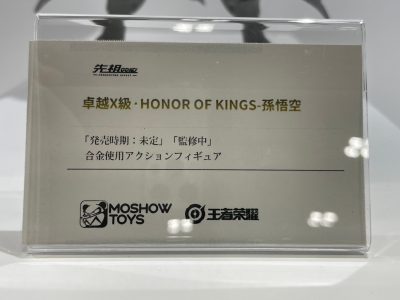 先祖
卓越X級·HONOR OF KINGS-孫悟空
「発売時期：未定」「監修中」
合金使用アクションフィギュア
MOSHOW
TOYS
王者荣耀